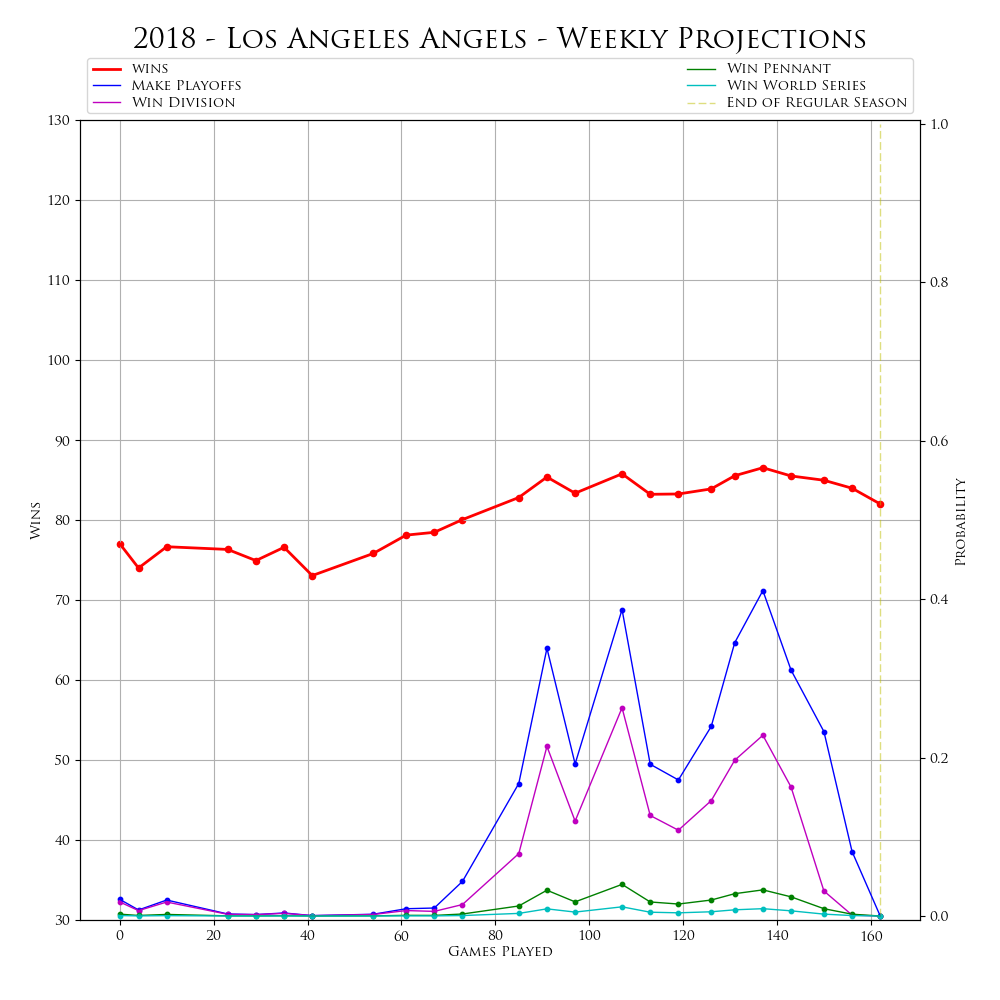 2018 - Los Angeles Angels - Weekly Projections
wins
Make Playoffs
Win Division
Win Pennant
Win World Series
End of Regular Season
130
120
110
100
90
80
70
60
50
40
30
Wins
1.0
0.8
0.6
0.4
0.2
0.0
Probability
0 20 40 60 80 100 120 140 160
Games Played